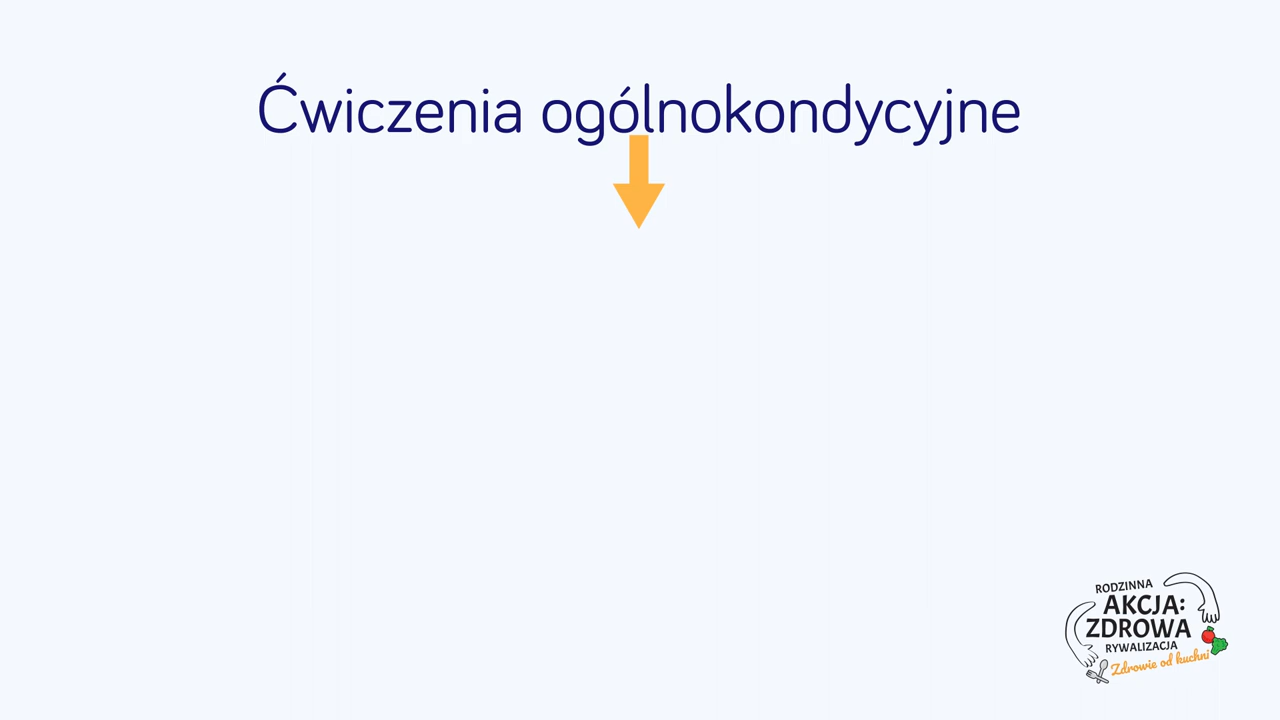 Ćwiczenia ogólnokondycyjne
RODZINNA
AKCJA:
ZDROWA
RYWALIZACJA
Zdrowie od kuchni